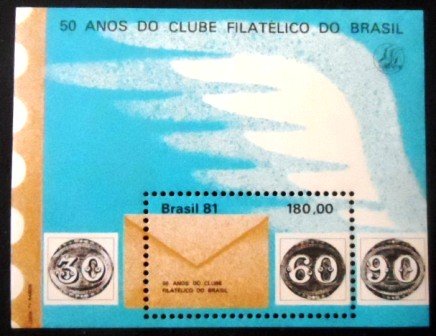 50 ANOS DO CLUBE FILATÉLICO DO BRASIL
Brasil 81 180,00
30 60 90
50 ANOS DO CLUBE
FILATÉLICO DO BRASIL